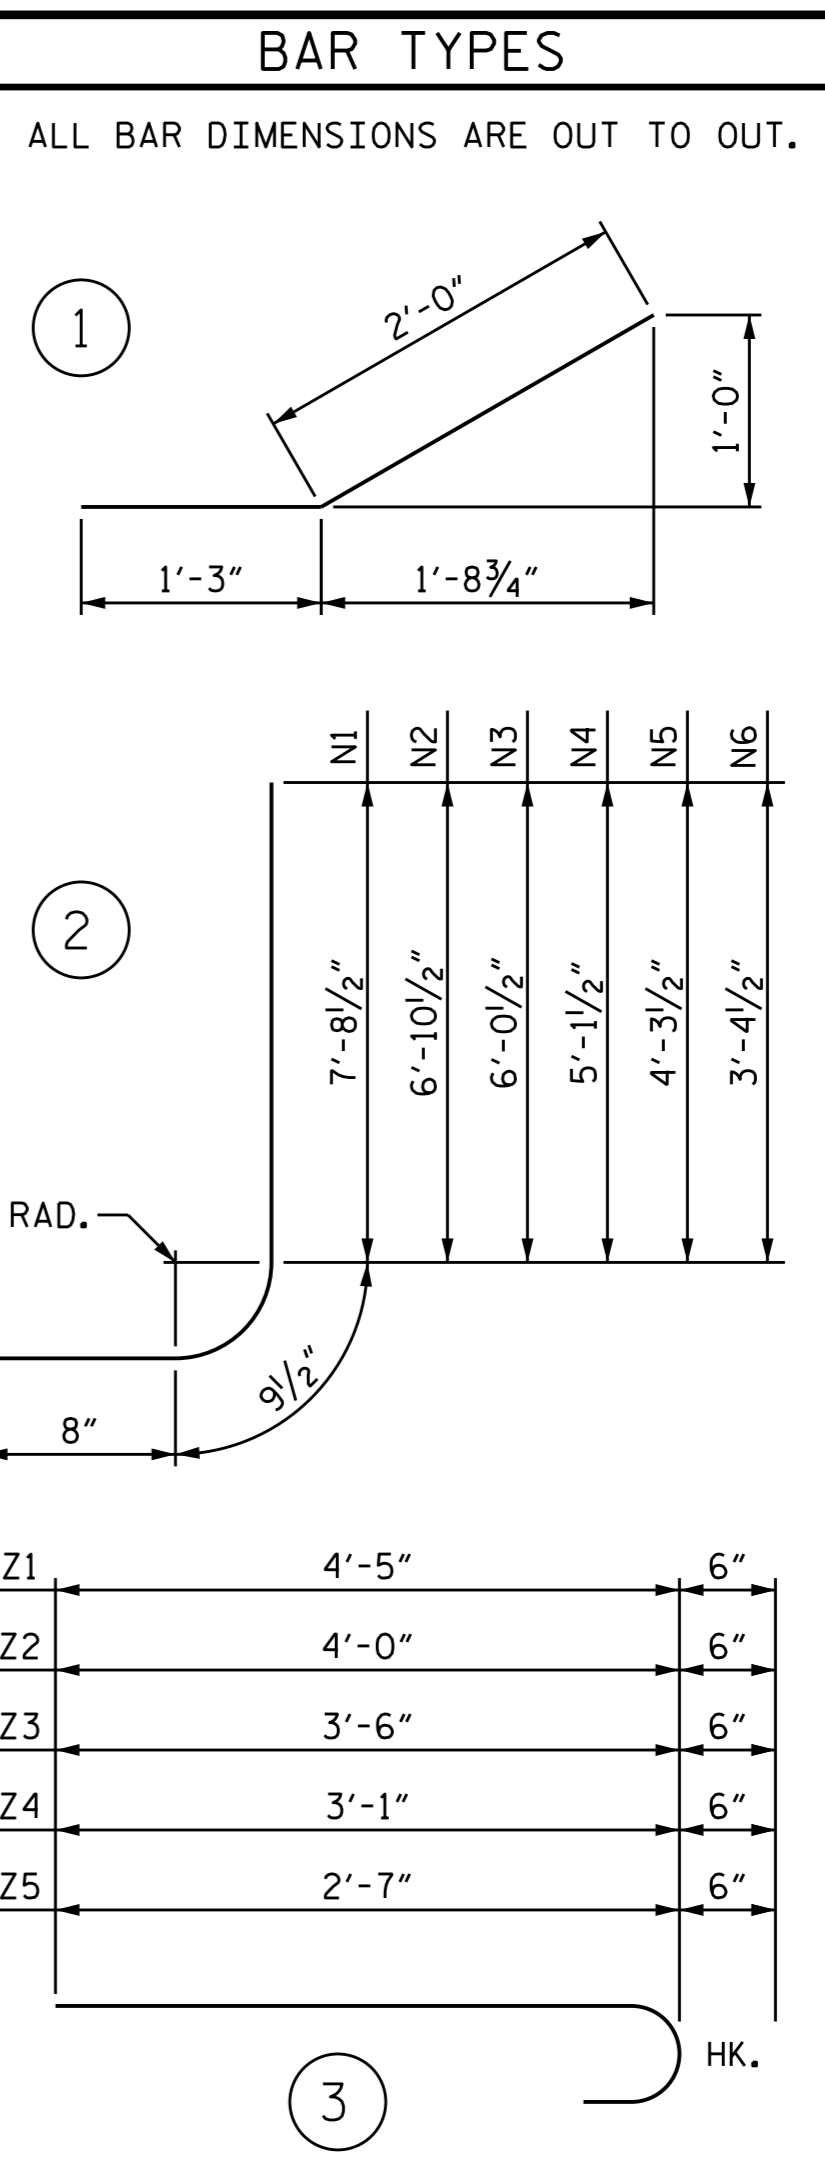 BAR TYPES
ALL BAR DIMENSIONS ARE OUT TO OUT.
1
2'-0"
1'-0"
1'-3"
1'-8¾"
N1
N2
N3
N4
N5
N6
2
7'-8½"
6'-10½"
6'-0½"
5'-1½"
4'-3½"
3'-4½"
RAD.
9½"
8"
Z1 4'-5" 6"
Z2 4'-0" 6"
Z3 3'-6" 6"
Z4 3'-1" 6"
Z5 2'-7" 6"
HK.
3